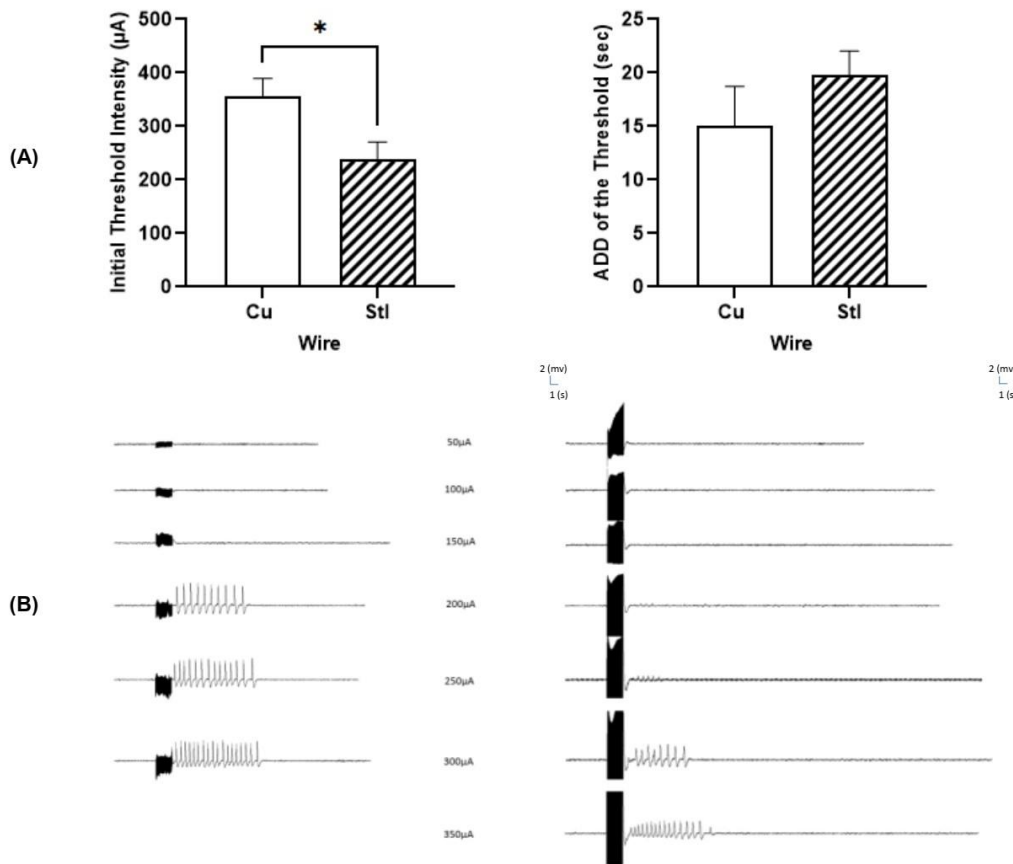 (A)
Initial Threshold Intensity (µA)
500
400
300
200
100
0
*
Cu
Stl
Wire
ADD of the Threshold (sec)
25
20
15
10
5
0
Cu
Stl
Wire
2 (mv)
1 (s)
2 (mv)
1 (s
(B)
50µA
100µA
150µA
200µA
250µA
300µA
350µA